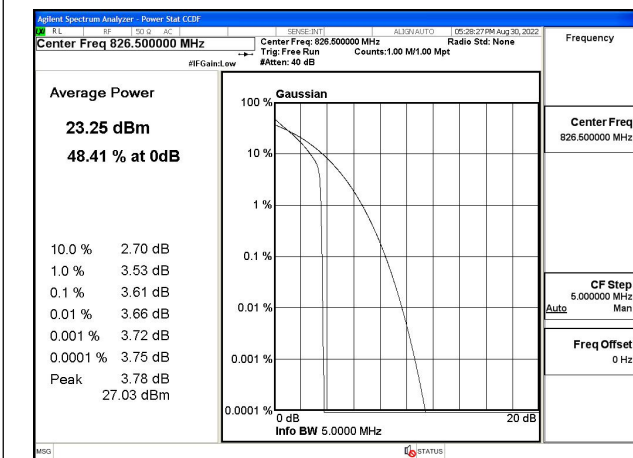 Agilent Spectrum Analyzer - Power Stat CCDF
LXI RL RF 50 Ω AC SENSE:INT ALIGN AUTO 05:28:27 PM Aug 30, 2022
Center Freq 826.500000 MHz
Center Freq: 826.500000 MHz Radio Std: None
Trig: Free Run Counts:1.00 M/1.00 Mpt
#IFGain:Low #Atten: 40 dB
Frequency
Average Power
23.25 dBm
48.41 % at 0dB
10.0 % 2.70 dB
1.0 % 3.53 dB
0.1 % 3.61 dB
0.01 % 3.66 dB
0.001 % 3.72 dB
0.0001 % 3.75 dB
Peak 3.78 dB
27.03 dBm
Gaussian
100 %
10 %
1 %
0.1 %
0.01 %
0.001 %
0.0001 %
0 dB 20 dB
Info BW 5.0000 MHz
Center Freq
826.500000 MHz
CF Step
5.000000 MHz
Auto Man
Freq Offset
0 Hz
MSG STATUS